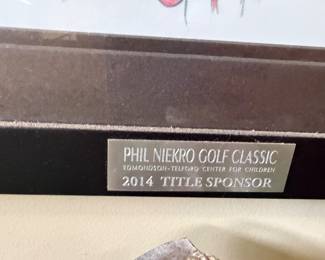 PHIL NIEKRO GOLF CLASSIC
EDMONDSON-TELFORD CENTER FOR CHILDREN
2014 TITLE SPONSOR